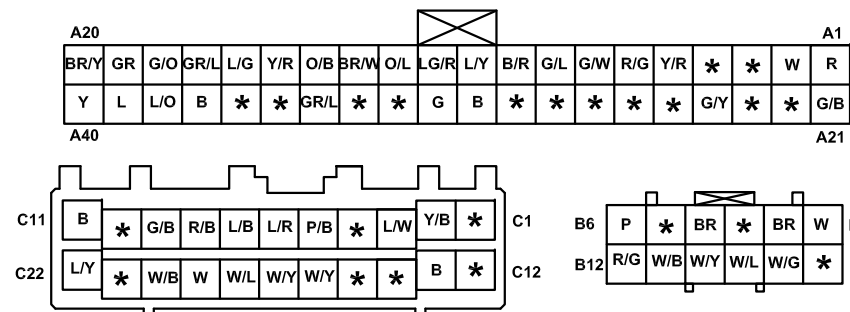 A20 A1
BR/Y GR G/O GR/L L/G Y/R O/B BR/W O/L LG/R L/Y B/R G/L G/W R/G Y/R * * W R
Y L L/O B * * GR/L * * G B * * * * * G/Y * * G/B
A40 A21
C11 B * G/B R/B L/B L/R P/B * L/W Y/B * C1
C22 L/Y * W/B W W/L W/Y W/Y * * B * C12
B6 P * BR * BR W
B12 R/G W/B W/Y W/L W/G *